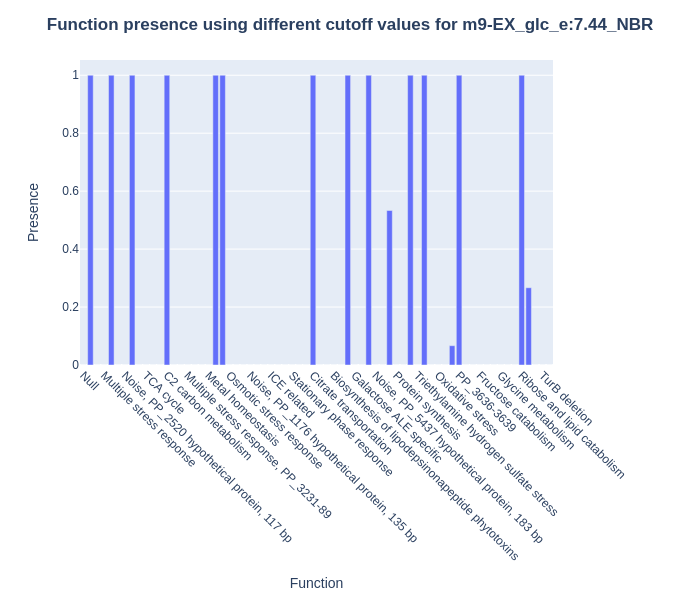 Function presence using different cutoff values for m9-EX_glc_e:7.44_NBR
1
0.8
0.6
0.4
0.2
0
Presence
Null
Multiple stress response
Noise, PP_2520 hypothetical protein, 117 bp
TCA cycle
C2 carbon metabolism
Multiple stress response, PP_3231-89
Metal homeostasis
Osmotic stress response
Noise, PP_1176 hypothetical protein, 135 bp
ICE related
Stationary phase response
Citrate transportation
Biosynthesis of lipodepsinonapeptide phytotoxins
Galactose ALE specific
Noise, PP_5437 hypothetical protein, 183 bp
Protein synthesis
Triethylamine hydrogen sulfate stress
Oxidative stress
PP_3636-3639
Fructose catabolism
Glycine metabolism
Ribose and lipid catabolism
TurB deletion
Function